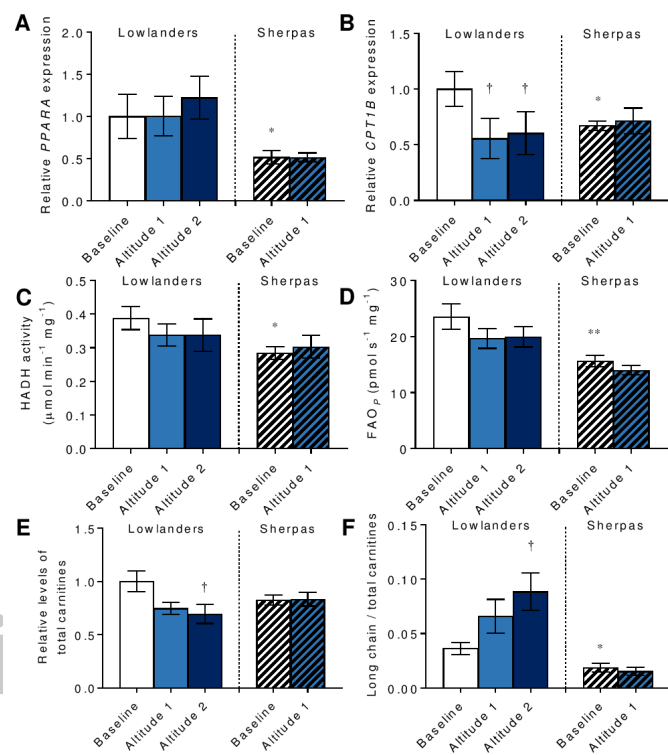 A
Lowlanders
Sherpas
Relative PPARA expression
2.0
1.5
1.0
0.5
0.0
*
Baseline
Altitude 1
Altitude 2
Baseline
Altitude 1
B
Lowlanders
Sherpas
Relative CPT1B expression
1.5
1.0
0.5
0.0
†
†
*
Baseline
Altitude 1
Altitude 2
Baseline
Altitude 1
C
Lowlanders
Sherpas
HADH activity
(μmol min⁻¹ mg⁻¹)
0.5
0.4
0.3
0.2
0.1
0.0
*
Baseline
Altitude 1
Altitude 2
Baseline
Altitude 1
D
Lowlanders
Sherpas
FAOP (pmol s⁻¹ mg⁻¹)
30
20
10
0
**
Baseline
Altitude 1
Altitude 2
Baseline
Altitude 1
E
Lowlanders
Sherpas
Relative levels of
total carnitines
1.5
1.0
0.5
0.0
†
Baseline
Altitude 1
Altitude 2
Baseline
Altitude 1
F
Lowlanders
Sherpas
Long chain / total carnitines
0.15
0.10
0.05
0.00
†
*
Baseline
Altitude 1
Altitude 2
Baseline
Altitude 1